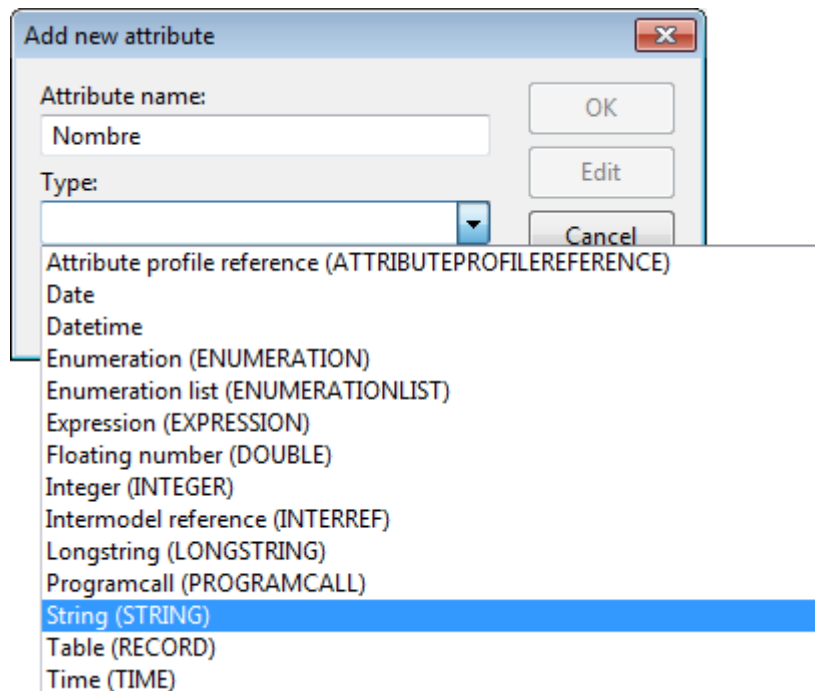 Add new attribute
Attribute name:
OK
Nombre
Edit
Type:
Cancel
Attribute profile reference (ATTRIBUTEPROFILEREFERENCE)
Date
Datetime
Enumeration (ENUMERATION)
Enumeration list (ENUMERATIONLIST)
Expression (EXPRESSION)
Floating number (DOUBLE)
Integer (INTEGER)
Intermodel reference (INTERREF)
Longstring (LONGSTRING)
Programcall (PROGRAMCALL)
String (STRING)
Table (RECORD)
Time (TIME)